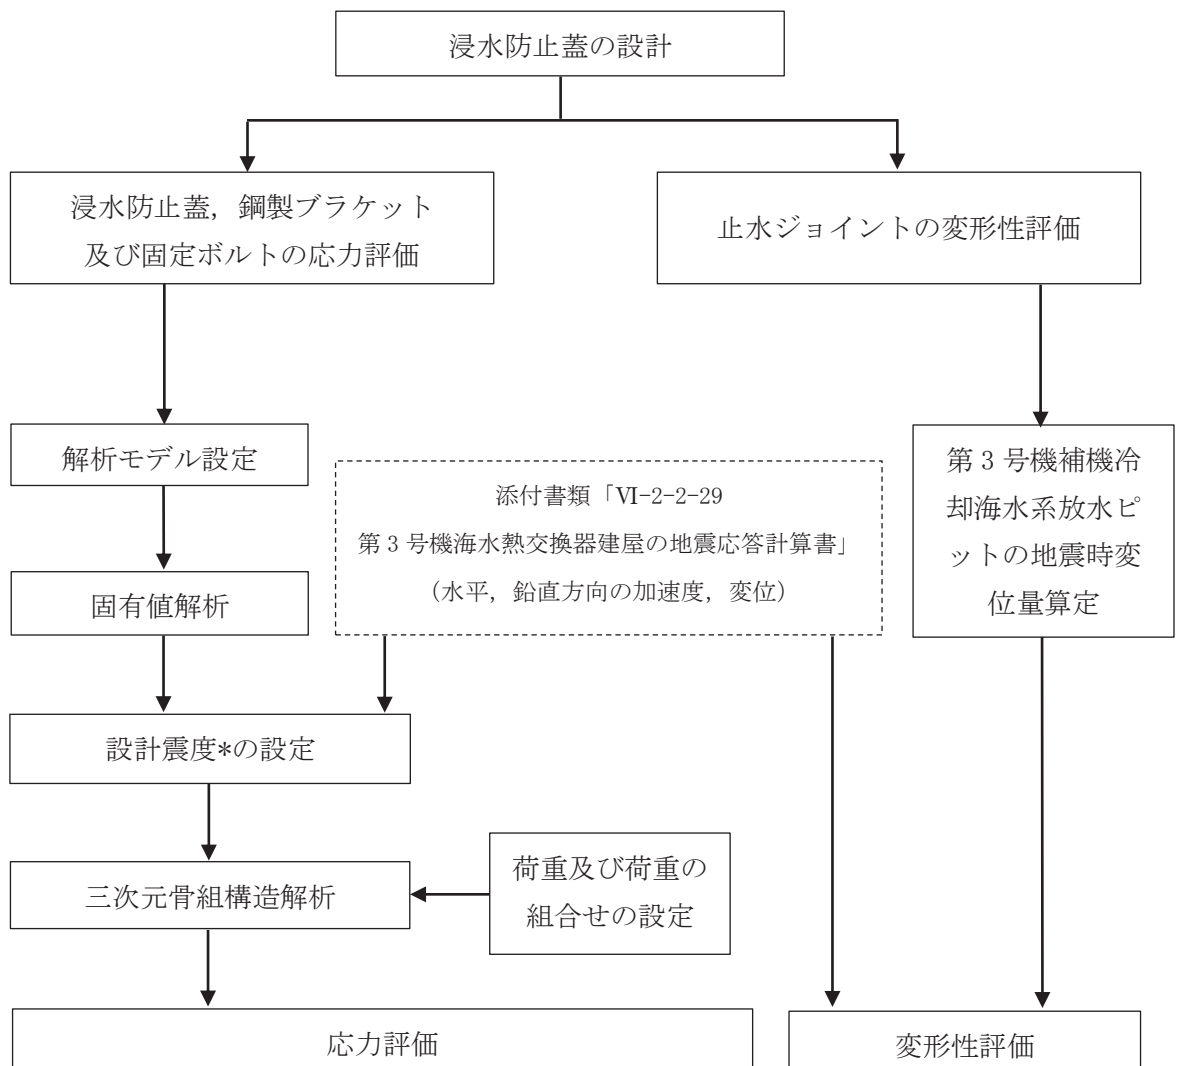 浸水防止蓋の設計
浸水防止蓋，鋼製ブラケット
及び固定ボルトの応力評価
止水ジョイントの変形性評価
解析モデル設定
添付書類「Ⅵ-2-2-29
第３号機海水熱交換器建屋の地震応答計算書」
（水平，鉛直方向の加速度，変位）
第３号機補機冷
却海水系放水ピ
ットの地震時変
位量算定
固有値解析
設計震度*の設定
三次元骨組構造解析
荷重及び荷重の
組合せの設定
応力評価
変形性評価